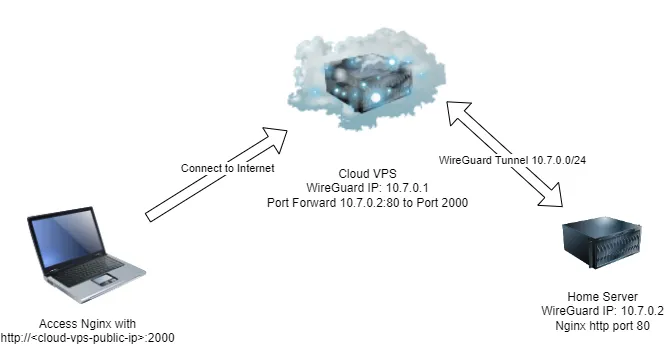 WireGuard Tunnel 10.7.0.0/24
Connect to Internet
Cloud VPS
WireGuard IP: 10.7.0.1
Port Forward 10.7.0.2:80 to Port 2000
Home Server
WireGuard IP: 10.7.0.2
Nginx http port 80
Access Nginx with
http://<cloud-vps-public-ip>:2000